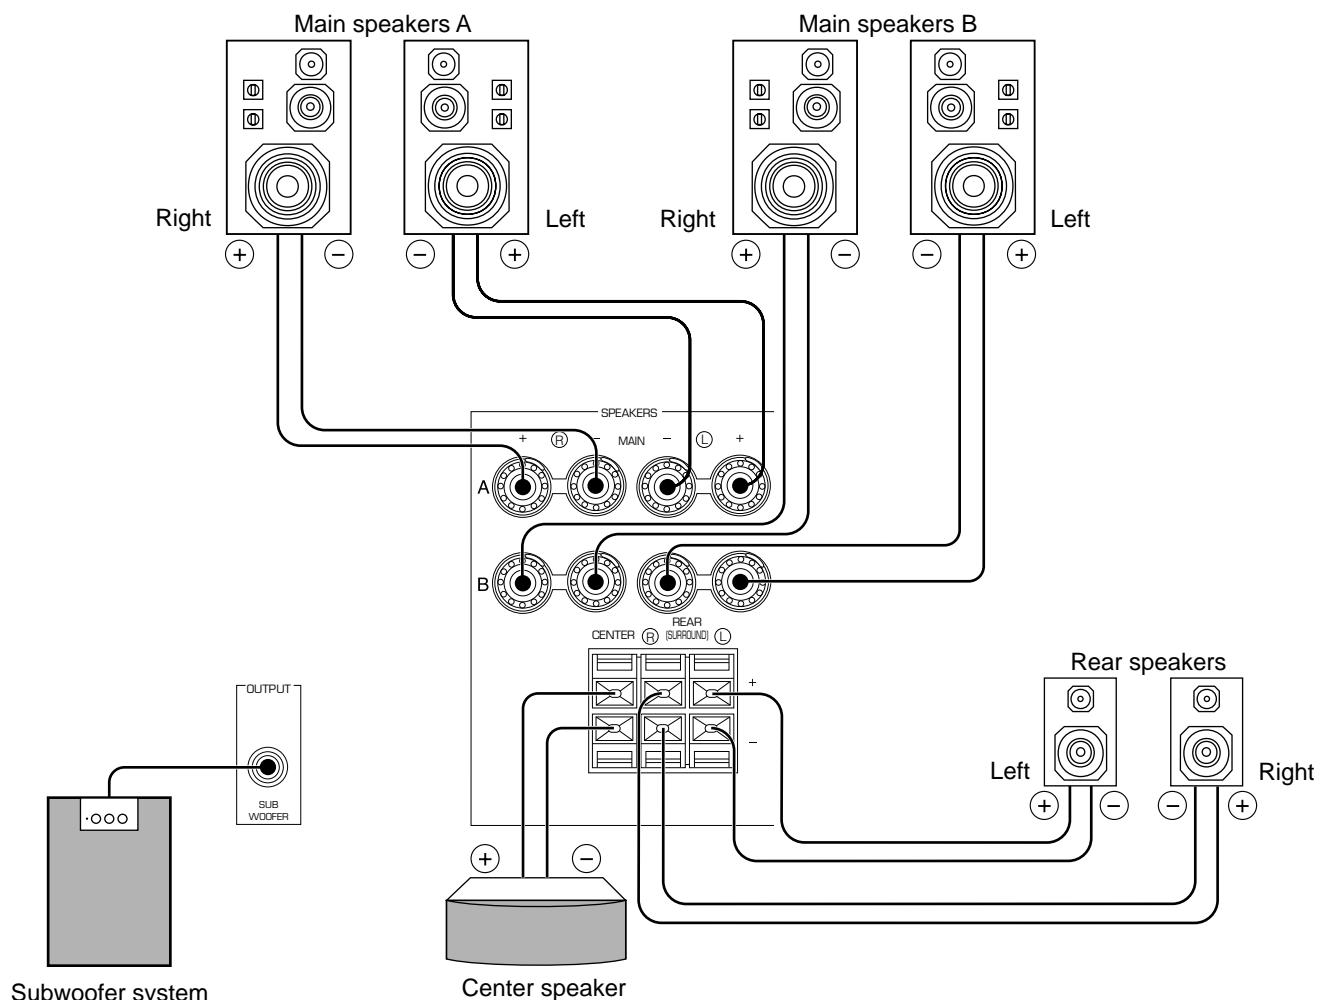 Main speakers A
Main speakers B
Right
Left
Right
Left
+ − − +
+ − − +
SPEAKERS
+ R − MAIN − L +
A
B
REAR
CENTER R (SURROUND) L
+
−
Rear speakers
Left
Right
+ − − +
OUTPUT
SUB
WOOFER
+ −
Subwoofer system
Center speaker